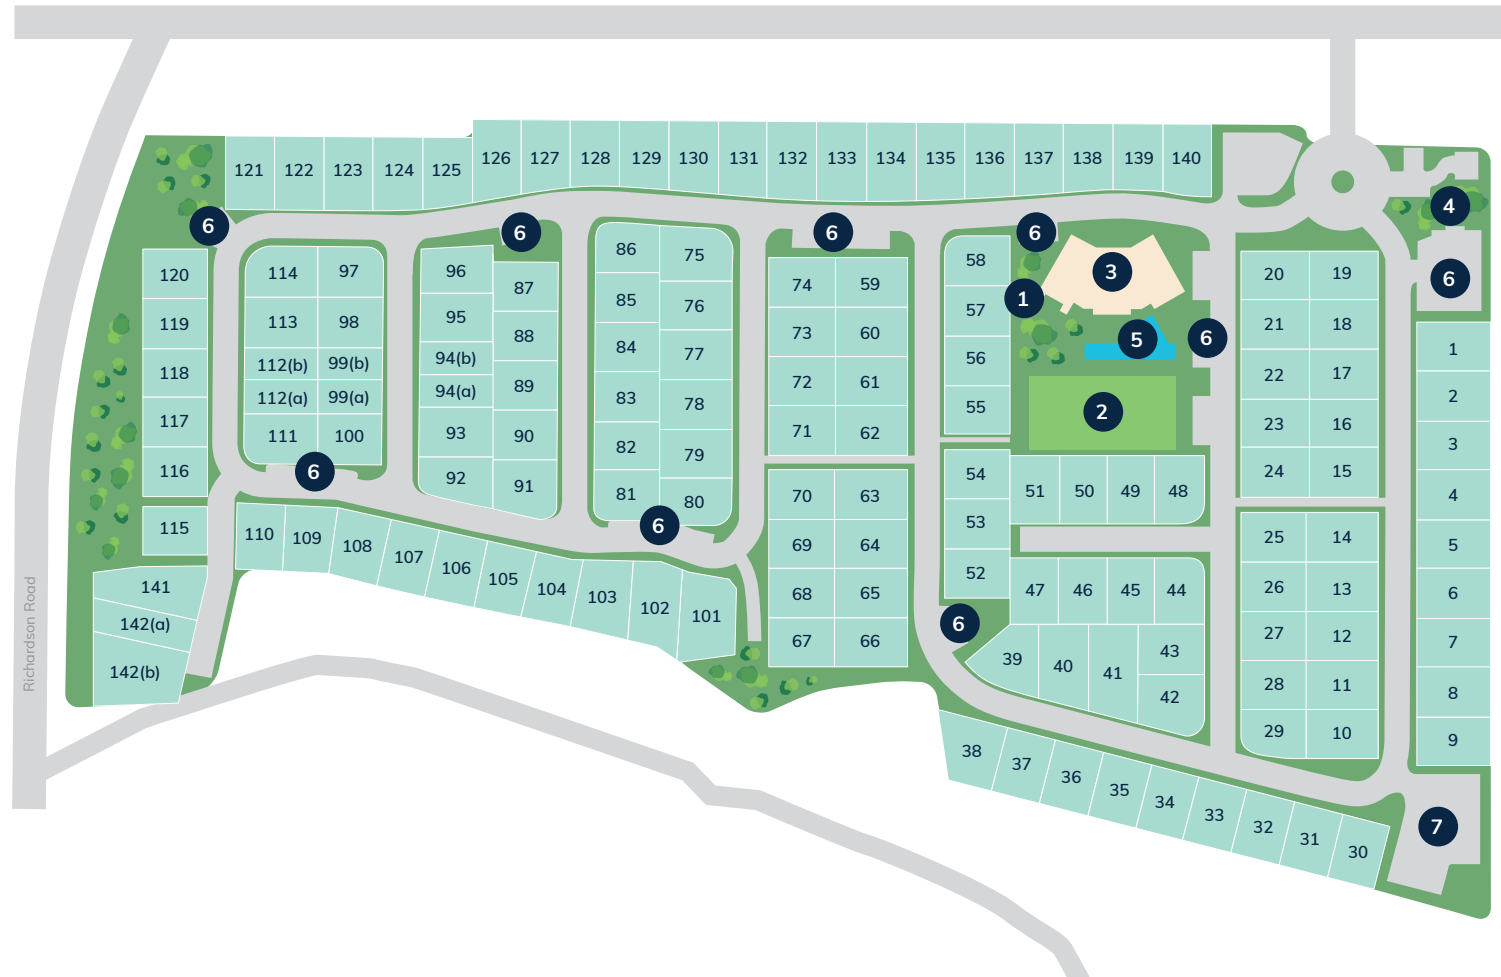 121 122 123 124 125 126 127 128 129 130 131 132 133 134 135 136 137 138 139 140
6 6 6 6 4
120 114 97 96 87 86 75 74 59 58 3 20 19 6
119 113 98 95 88 85 76 73 60 57 1 5 6 21 18 1
118 112(b) 99(b) 94(b) 84 77 72 61 56 22 17 2
112(a) 99(a) 94(a) 89 83 78 55 2
117 111 100 93 90 82 79 71 62 23 16 3
116 6 92 91 81 80 70 63 54 51 50 49 48 24 15 4
115 110 109 108 107 106 105 104 103 102 101 6 69 64 53 25 14 5
141 68 65 52 47 46 45 44 26 13 6
142(a) 67 66 6 39 40 41 43 27 12 7
142(b) 42 28 11 8
29 10 9
38 37 36 35 34 33 32 31 30 7
Richardson Road